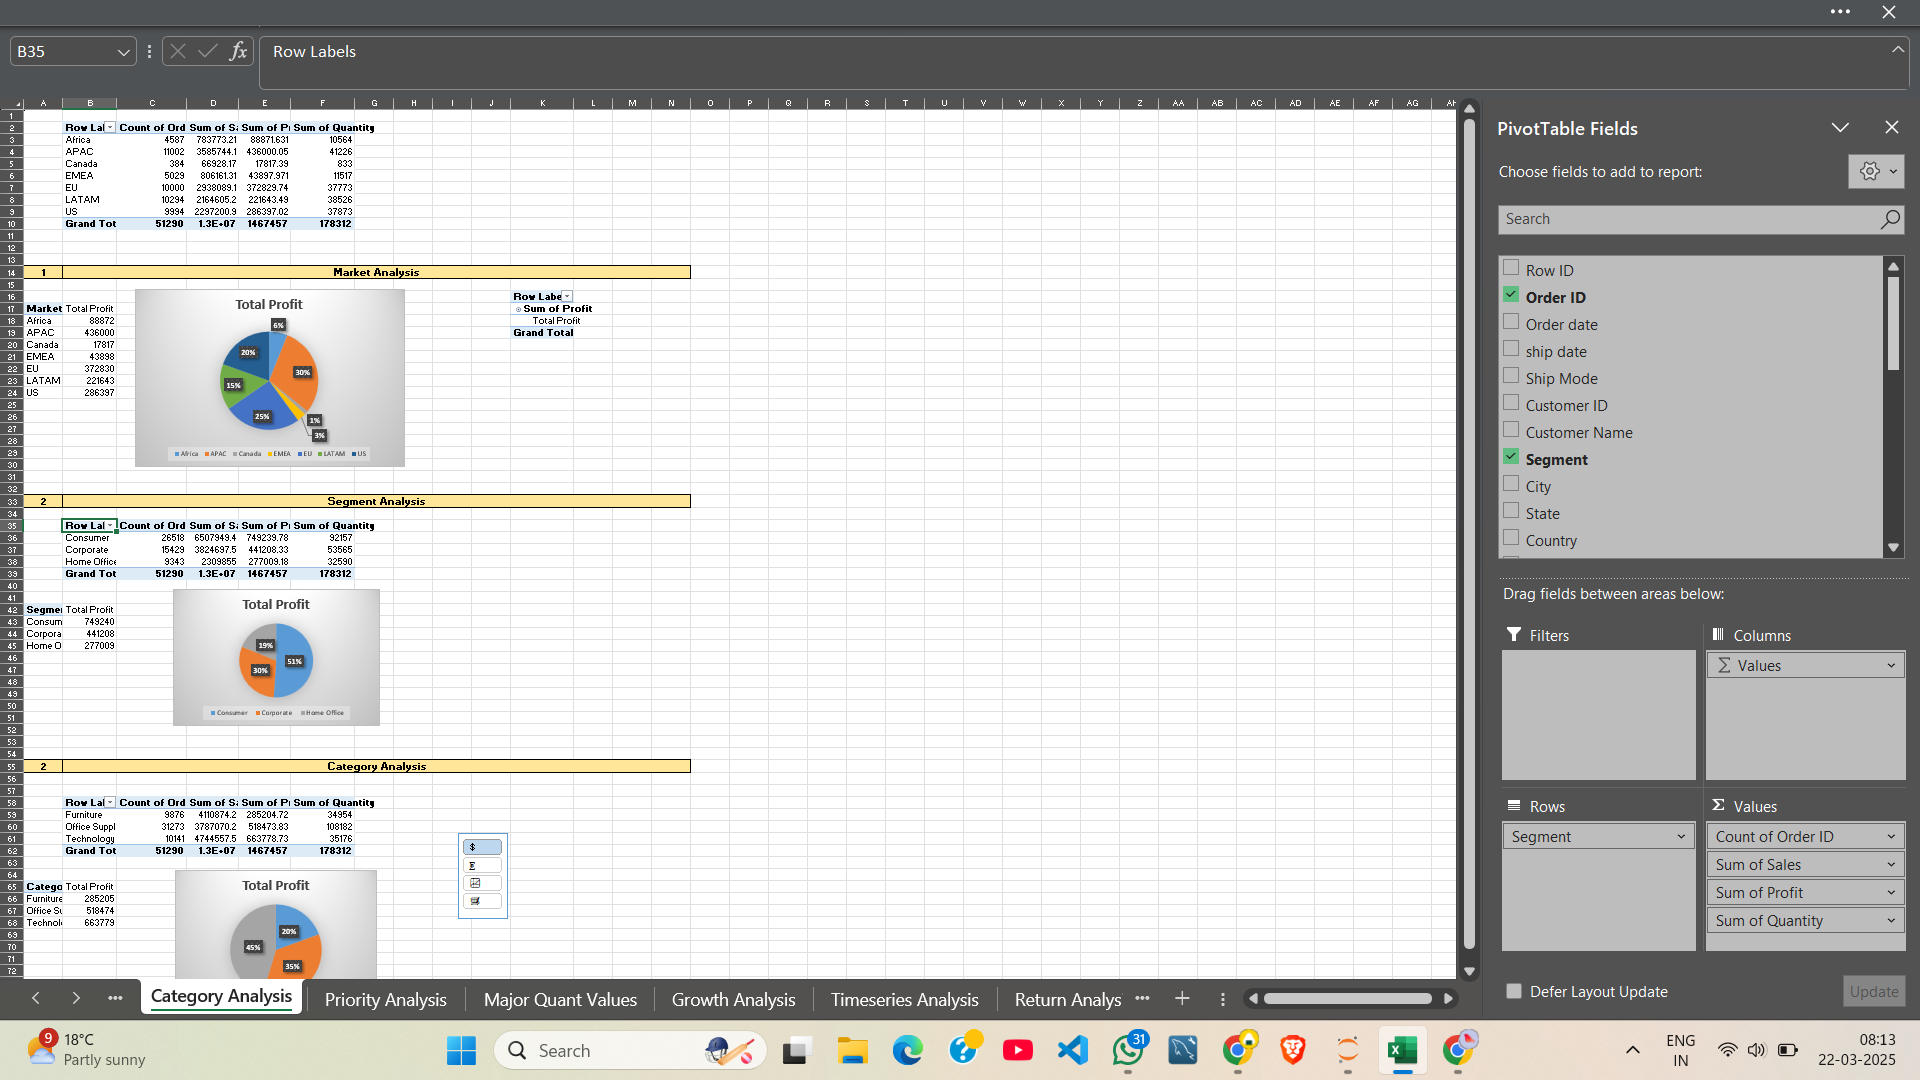 B35
fx
Row Labels
A B C D E F G H I J K L M N O P Q R S T U V W X Y Z AA AB AC AD AE AF AG
Row Lal Count of Ord Sum of Sa Sum of Pr Sum of Quantity
Africa 4587 783773.21 88871.631 10564
APAC 11002 3585744.1 436000.05 41226
Canada 384 66928.17 17817.39 833
EMEA 5029 806161.31 43897.971 11517
EU 10000 2938089.1 372829.74 37773
LATAM 10294 2164605.2 221643.49 38526
US 9994 2297200.9 286397.02 37873
Grand Tot 51290 1.3E+07 1467457 178312
1 Market Analysis
Market Total Profit
Africa 88872
APAC 436000
Canada 17817
EMEA 43898
EU 372830
LATAM 221643
US 286397
Total Profit
6%
20%
30%
15%
25%
1%
3%
Africa APAC Canada EMEA EU LATAM US
Row Labe
Sum of Profit
Total Profit
Grand Total
2 Segment Analysis
Row Lal Count of Ord Sum of Sa Sum of Pr Sum of Quantity
Consumer 26518 6507949.4 749239.78 92157
Corporate 15429 3824697.5 441208.33 53565
Home Office 9343 2309855 277009.18 32590
Grand Tot 51290 1.3E+07 1467457 178312
Segmer Total Profit
Consum 749240
Corpora 441208
Home O 277009
Total Profit
19%
51%
30%
Consumer Corporate Home Office
2 Category Analysis
Row Lal Count of Ord Sum of Sa Sum of Pr Sum of Quantity
Furniture 9876 4110874.2 285204.72 34954
Office Suppl 31273 3787070.2 518473.83 108182
Technology 10141 4744557.5 663778.73 35176
Grand Tot 51290 1.3E+07 1467457 178312
Catego Total Profit
Furniture 285205
Office Su 518474
Technol 663779
Total Profit
20%
45%
35%
$
Σ
PivotTable Fields
Choose fields to add to report:
Search
Row ID
Order ID
Order date
ship date
Ship Mode
Customer ID
Customer Name
Segment
City
State
Country
Drag fields between areas below:
Filters
Columns
Σ Values
Rows
Segment
Σ Values
Count of Order ID
Sum of Sales
Sum of Profit
Sum of Quantity
Defer Layout Update
Update
Category Analysis Priority Analysis Major Quant Values Growth Analysis Timeseries Analysis Return Analys
9
18°C
Partly sunny
Search
31
ENG
IN
08:13
22-03-2025